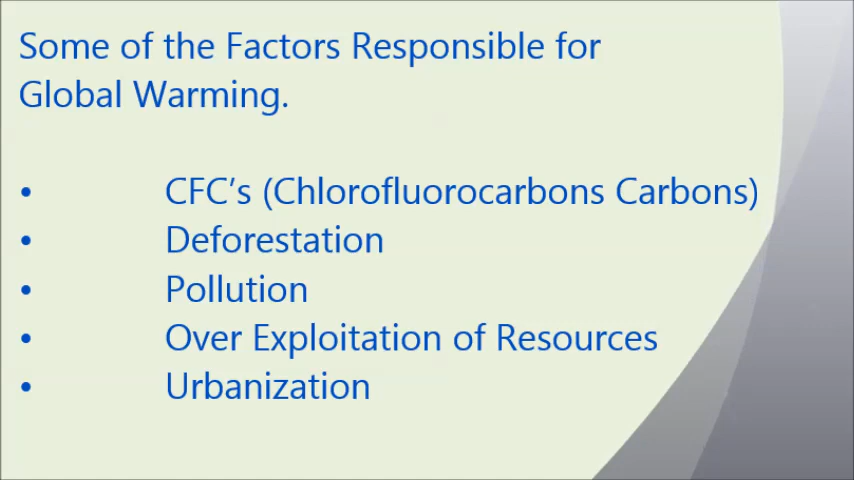 Some of the Factors Responsible for
Global Warming.
• CFC's (Chlorofluorocarbons Carbons)
• Deforestation
• Pollution
• Over Exploitation of Resources
• Urbanization